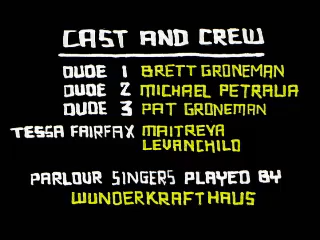 CAST AND CREW
DUDE 1 BRETT GRONEMAN
DUDE 2 MICHAEL PETRALIA
DUDE 3 PAT GRONEMAN
TESSA FAIRFAX MAITREYA
LEVANCHILD
PARLOUR SINGERS PLAYED BY
WUNDERKRAFTHAUS